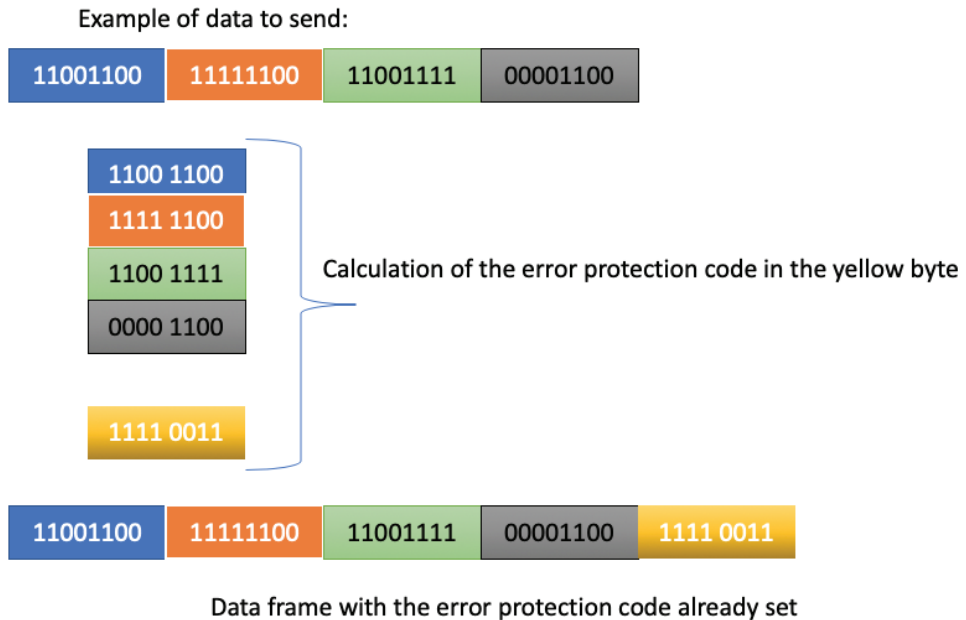 Example of data to send:
11001100 11111100 11001111 00001100
1100 1100
1111 1100
1100 1111
0000 1100
Calculation of the error protection code in the yellow byte
1111 0011
11001100 11111100 11001111 00001100 1111 0011
Data frame with the error protection code already set